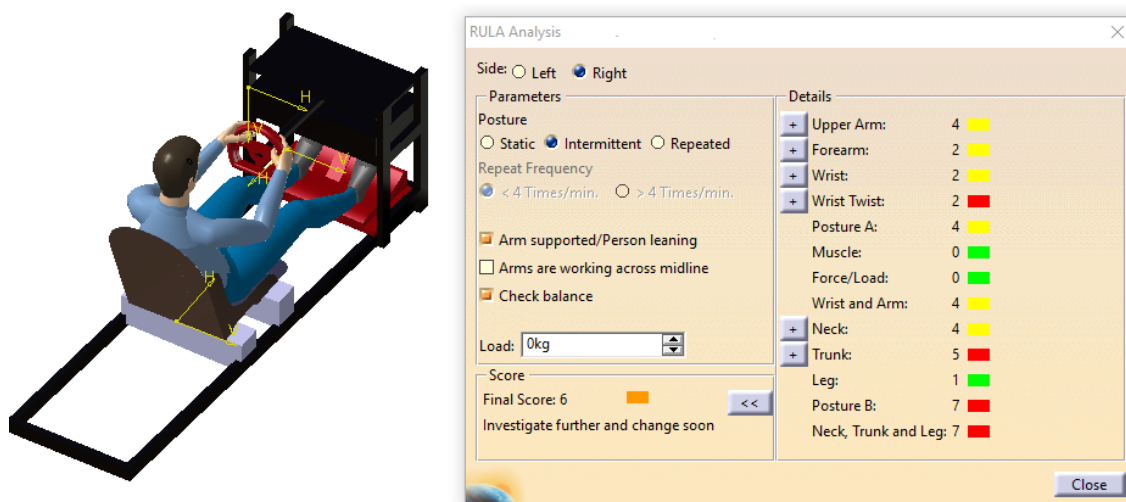 RULA Analysis
Side: Left Right
Parameters
Posture
Static Intermittent Repeated
Repeat Frequency
< 4 Times/min. > 4 Times/min.
Arm supported/Person leaning
Arms are working across midline
Check balance
Load: 0kg
Score
Final Score: 6
<<
Investigate further and change soon
Details
+ Upper Arm: 4
+ Forearm: 2
+ Wrist: 2
+ Wrist Twist: 2
Posture A: 4
Muscle: 0
Force/Load: 0
Wrist and Arm: 4
+ Neck: 4
+ Trunk: 5
Leg: 1
Posture B: 7
Neck, Trunk and Leg: 7
Close
H
V
V
H
H
V